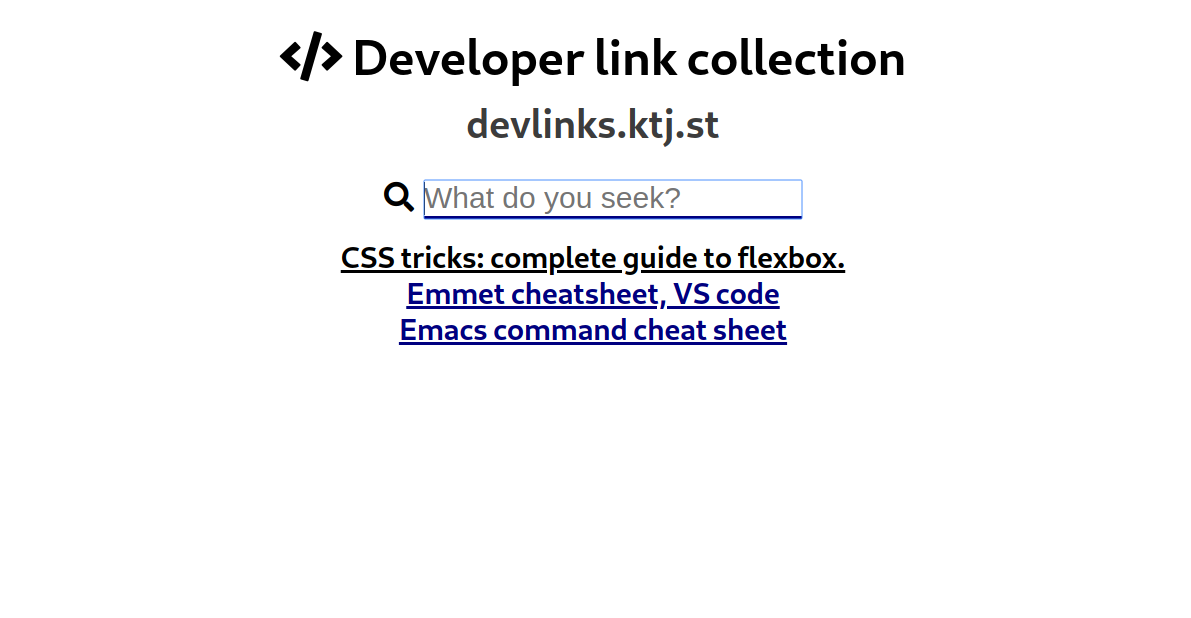 </> Developer link collection
devlinks.ktj.st
What do you seek?
CSS tricks: complete guide to flexbox.
Emmet cheatsheet, VS code
Emacs command cheat sheet